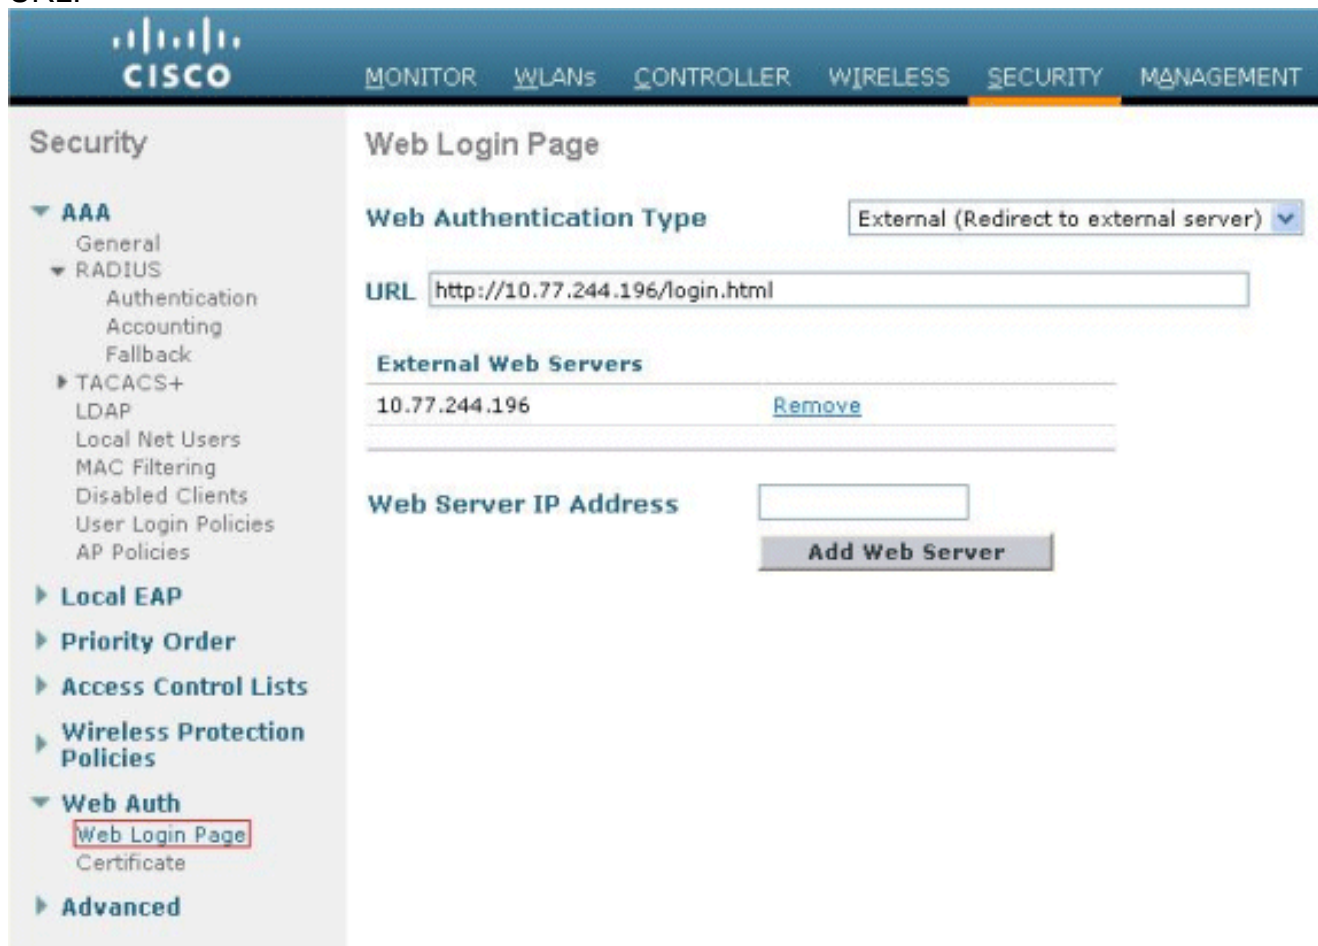 URL:
CISCO
MONITOR WLANs CONTROLLER WIRELESS SECURITY MANAGEMENT
Security
AAA
General
RADIUS
Authentication
Accounting
Fallback
TACACS+
LDAP
Local Net Users
MAC Filtering
Disabled Clients
User Login Policies
AP Policies
Local EAP
Priority Order
Access Control Lists
Wireless Protection
Policies
Web Auth
Web Login Page
Certificate
Advanced
Web Login Page
Web Authentication Type External (Redirect to external server)
URL http://10.77.244.196/login.html
External Web Servers
10.77.244.196 Remove
Web Server IP Address
Add Web Server